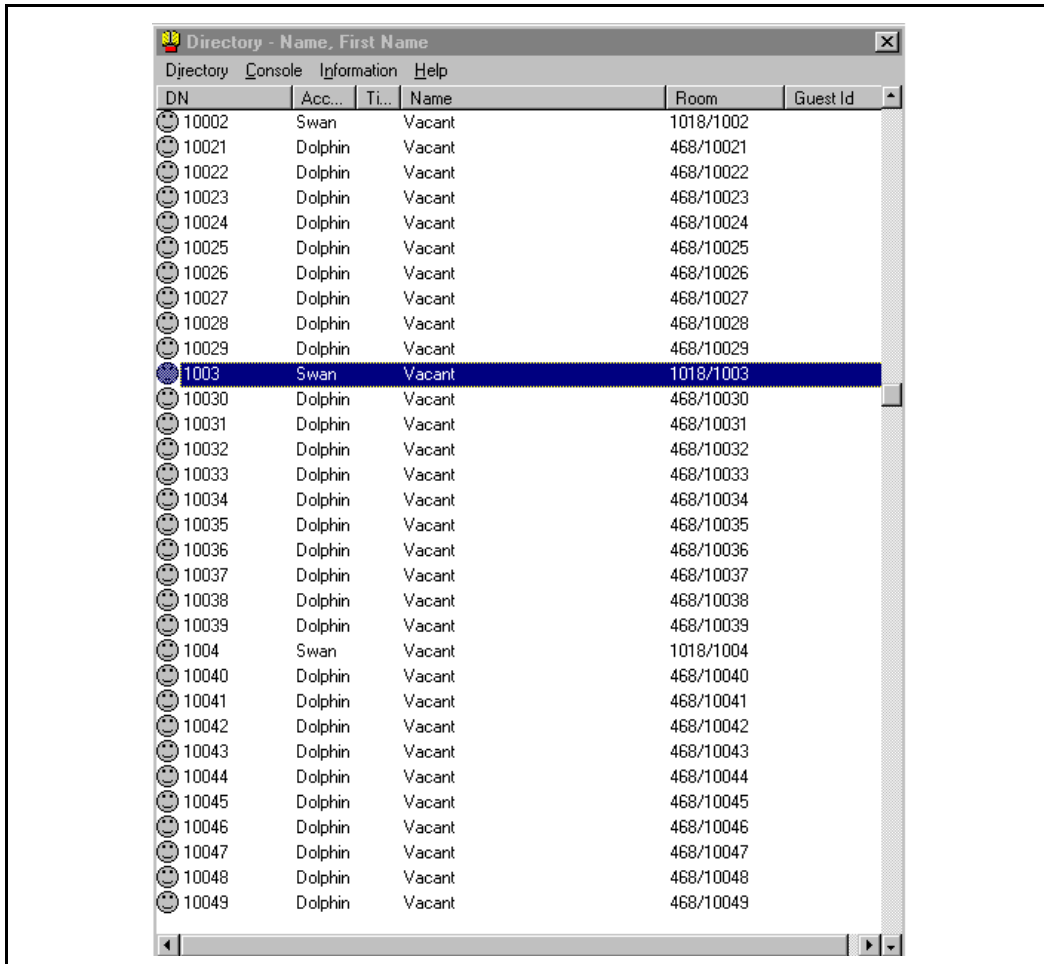 Directory - Name, First Name
Directory Console Information Help
DN Acc... Ti... Name Room Guest Id
10002 Swan Vacant 1018/1002
10021 Dolphin Vacant 468/10021
10022 Dolphin Vacant 468/10022
10023 Dolphin Vacant 468/10023
10024 Dolphin Vacant 468/10024
10025 Dolphin Vacant 468/10025
10026 Dolphin Vacant 468/10026
10027 Dolphin Vacant 468/10027
10028 Dolphin Vacant 468/10028
10029 Dolphin Vacant 468/10029
1003 Swan Vacant 1018/1003
10030 Dolphin Vacant 468/10030
10031 Dolphin Vacant 468/10031
10032 Dolphin Vacant 468/10032
10033 Dolphin Vacant 468/10033
10034 Dolphin Vacant 468/10034
10035 Dolphin Vacant 468/10035
10036 Dolphin Vacant 468/10036
10037 Dolphin Vacant 468/10037
10038 Dolphin Vacant 468/10038
10039 Dolphin Vacant 468/10039
1004 Swan Vacant 1018/1004
10040 Dolphin Vacant 468/10040
10041 Dolphin Vacant 468/10041
10042 Dolphin Vacant 468/10042
10043 Dolphin Vacant 468/10043
10044 Dolphin Vacant 468/10044
10045 Dolphin Vacant 468/10045
10046 Dolphin Vacant 468/10046
10047 Dolphin Vacant 468/10047
10048 Dolphin Vacant 468/10048
10049 Dolphin Vacant 468/10049